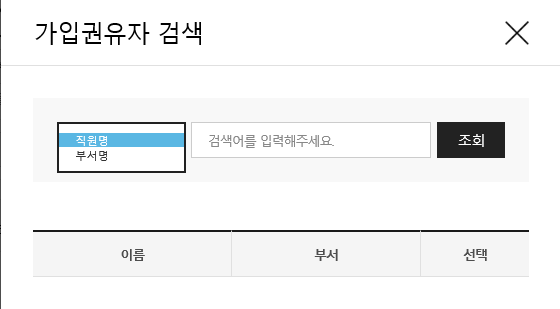 가입권유자 검색
직원명
부서명
검색어를 입력해주세요.
조회
이름 부서 선택